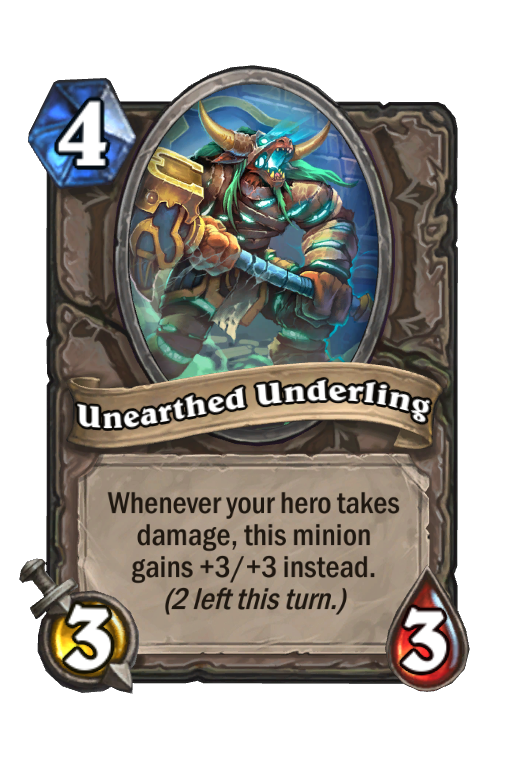 4
Unearthed Underling
Whenever your hero takes
damage, this minion
gains +3/+3 instead.
(2 left this turn.)
3
3